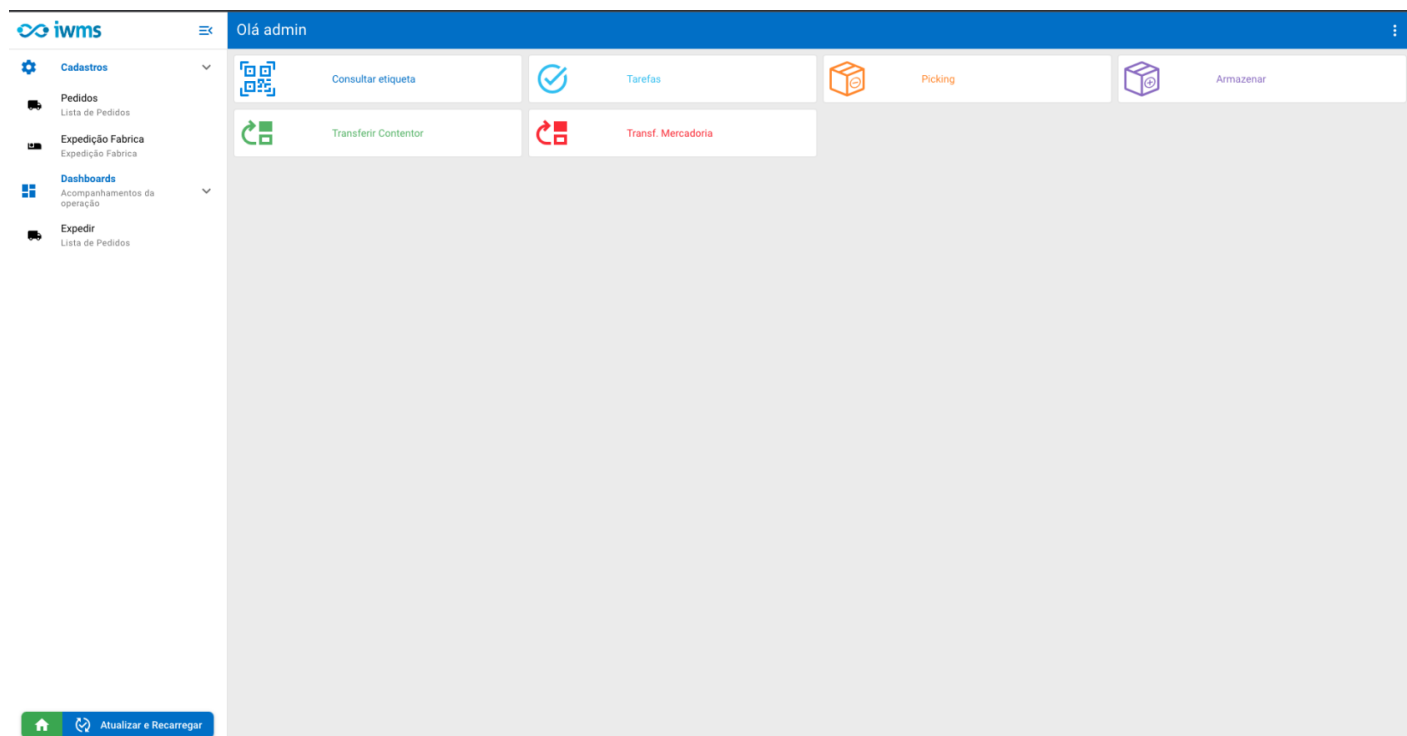 iwms
Olá admin
Cadastros
Pedidos
Lista de Pedidos
Expedição Fabrica
Expedição Fabrica
Dashboards
Acompanhamentos da
operação
Expedir
Lista de Pedidos
Consultar etiqueta
Tarefas
Picking
Armazenar
Transferir Contentor
Transf. Mercadoria
Atualizar e Recarregar